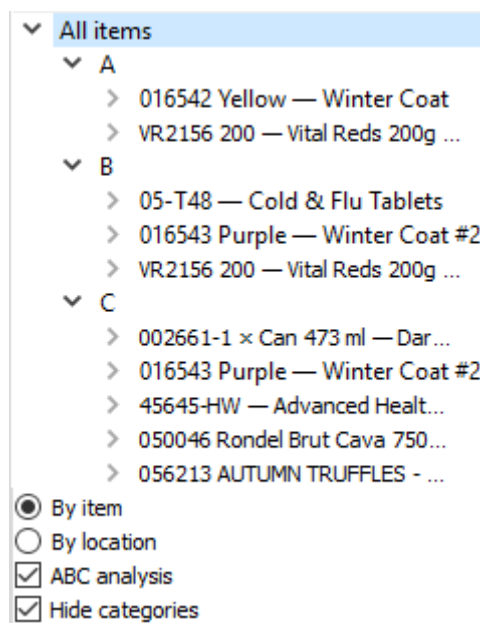 All items
A
016542 Yellow — Winter Coat
VR2156 200 — Vital Reds 200g ...
B
05-T48 — Cold & Flu Tablets
016543 Purple — Winter Coat #2
VR2156 200 — Vital Reds 200g ...
C
002661-1 × Can 473 ml — Dar...
016543 Purple — Winter Coat #2
45645-HW — Advanced Healt...
050046 Rondel Brut Cava 750...
056213 AUTUMN TRUFFLES - ...
By item
By location
ABC analysis
Hide categories